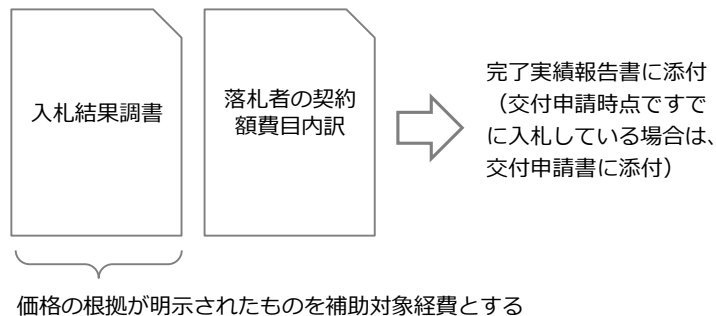 入札結果調書
落札者の契約
額費目内訳
完了実績報告書に添付
（交付申請時点ですで
に入札している場合は、
交付申請書に添付）
価格の根拠が明示されたものを補助対象経費とする